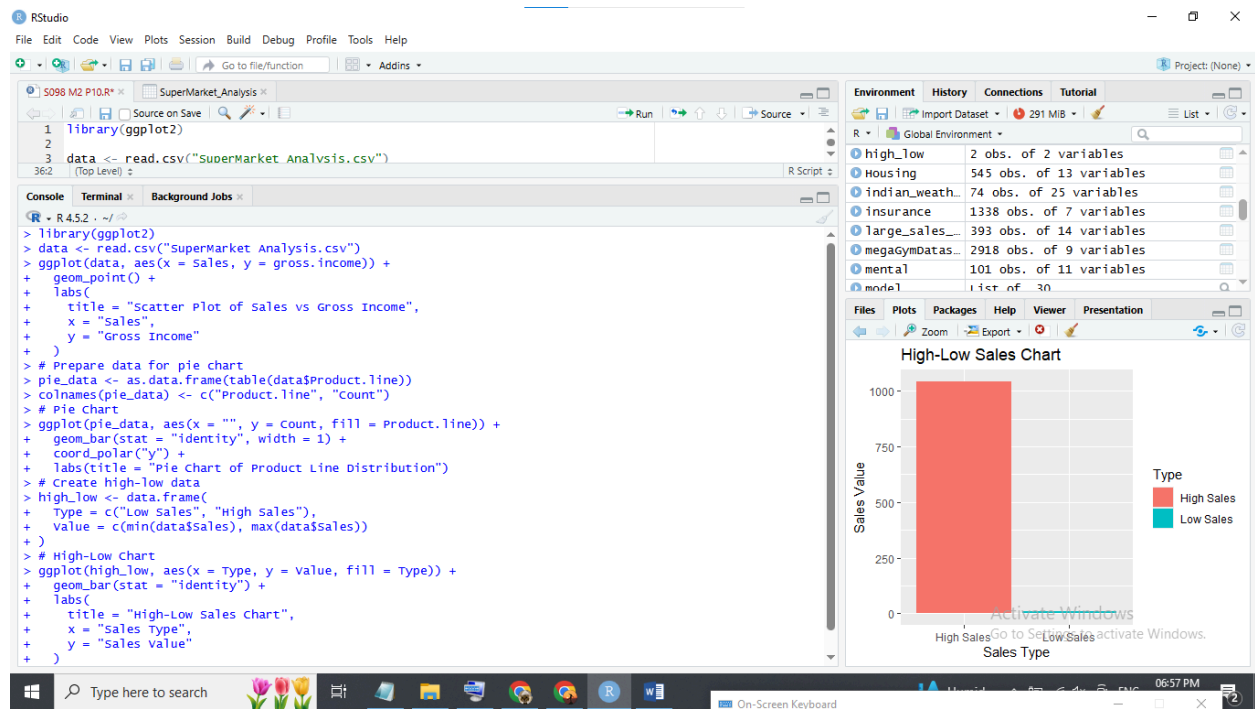 RStudio
File Edit Code View Plots Session Build Debug Profile Tools Help
Go to file/function Addins Project: (None)
S098 M2 P10.R* SuperMarket_Analysis
Source on Save Run Source
1 library(ggplot2)
2
3 data <- read.csv("SuperMarket Analysis.csv")
36:2 (Top Level) R Script
Console Terminal Background Jobs
R 4.5.2 · ~/
> library(ggplot2)
> data <- read.csv("SuperMarket Analysis.csv")
> ggplot(data, aes(x = Sales, y = gross.income)) +
+   geom_point() +
+   labs(
+     title = "Scatter Plot of Sales vs Gross Income",
+     x = "Sales",
+     y = "Gross Income"
+   )
> # Prepare data for pie chart
> pie_data <- as.data.frame(table(data$Product.line))
> colnames(pie_data) <- c("Product.line", "Count")
> # Pie Chart
> ggplot(pie_data, aes(x = "", y = Count, fill = Product.line)) +
+   geom_bar(stat = "identity", width = 1) +
+   coord_polar("y") +
+   labs(title = "Pie Chart of Product Line Distribution")
> # Create high-low data
> high_low <- data.frame(
+   Type = c("Low Sales", "High Sales"),
+   Value = c(min(data$Sales), max(data$Sales))
+ )
> # High-Low Chart
> ggplot(high_low, aes(x = Type, y = Value, fill = Type)) +
+   geom_bar(stat = "identity") +
+   labs(
+     title = "High-Low Sales Chart",
+     x = "Sales Type",
+     y = "Sales Value"
+   )
Environment History Connections Tutorial
Import Dataset 291 MiB List
R Global Environment
high_low 2 obs. of 2 variables
Housing 545 obs. of 13 variables
indian_weath… 74 obs. of 25 variables
insurance 1338 obs. of 7 variables
large_sales_… 393 obs. of 14 variables
megaGymDatas… 2918 obs. of 9 variables
mental 101 obs. of 11 variables
model List of 30
Files Plots Packages Help Viewer Presentation
Zoom Export
High-Low Sales Chart
1000
750
500
250
0
Sales Value
Type
High Sales
Low Sales
High Sales Low Sales
Sales Type
Activate Windows
Go to Settings to activate Windows.
Type here to search
ENG 06:57 PM
2
On-Screen Keyboard